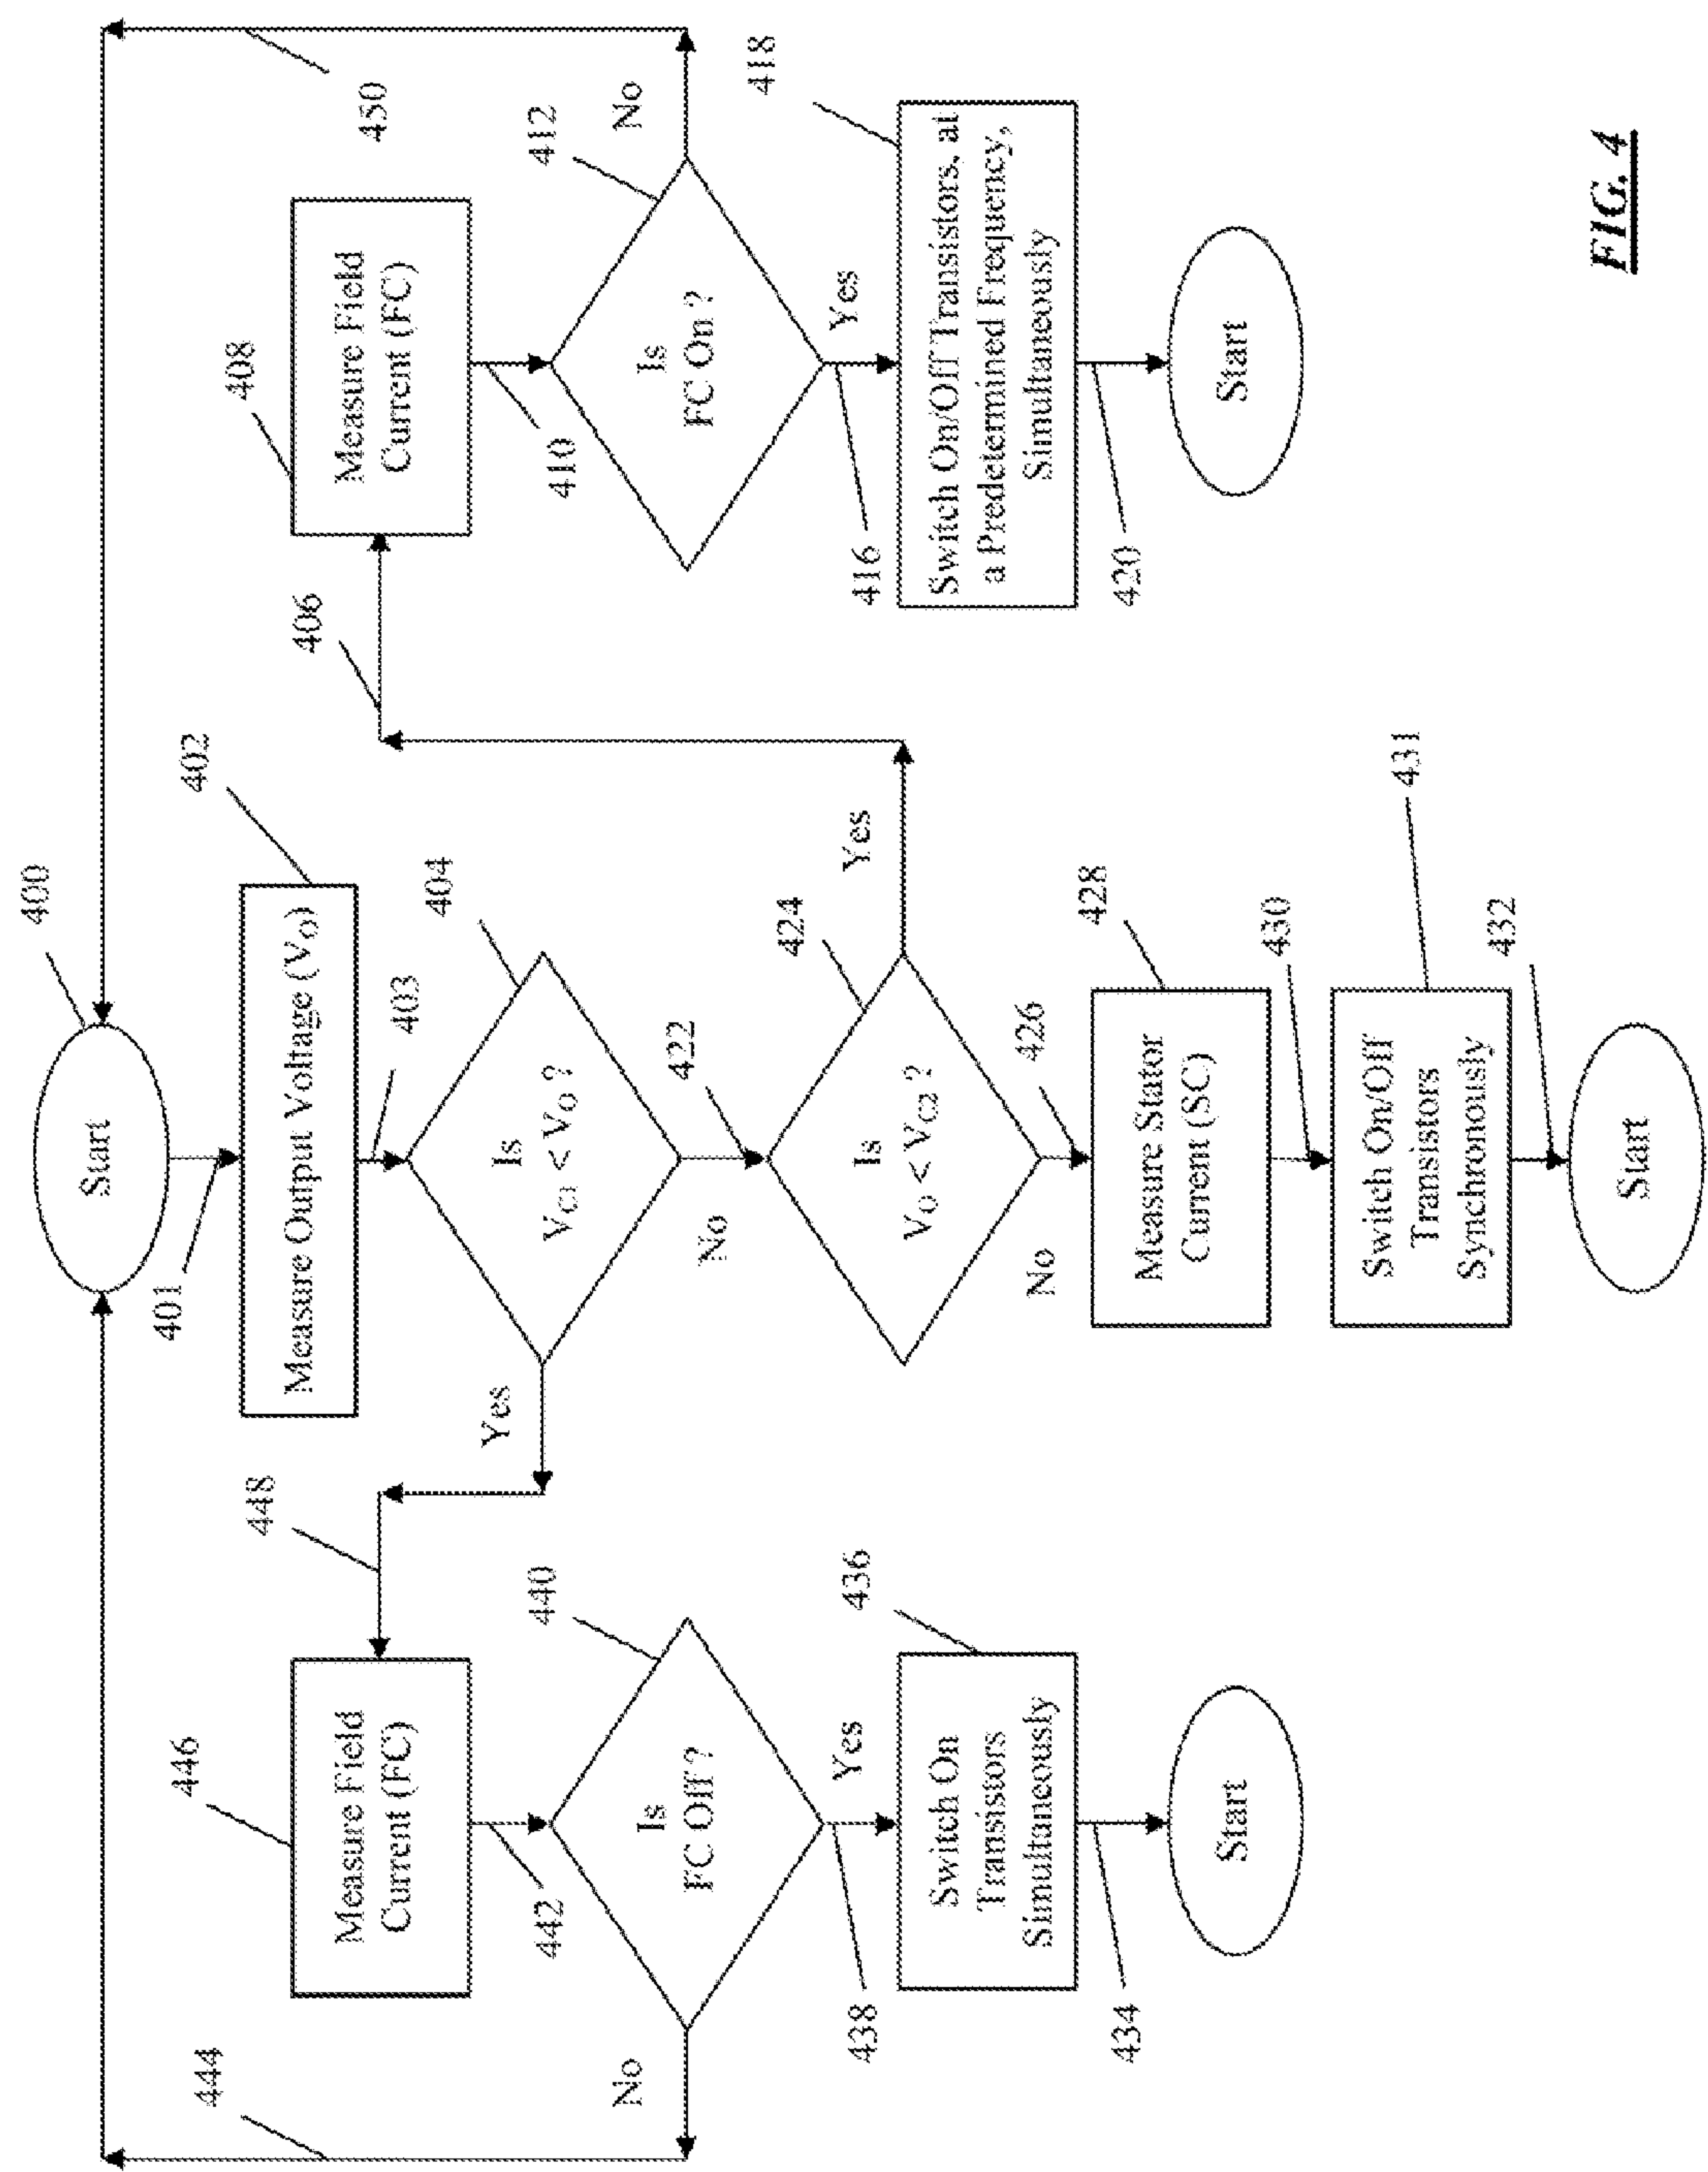 400
Start
401
402
Measure Output Voltage (VO)
403
404
Is
VC1 < VO ?
Yes
No
448
446
Measure Field
Current (FC)
442
440
Is
FC Off ?
No
444
Yes
438
436
Switch On
Transistors
Simultaneously
434
Start
422
424
Is
VO < VC2 ?
Yes
No
426
428
Measure Stator
Current (SC)
430
431
Switch On/Off
Transistors
Synchronously
432
Start
406
408
Measure Field
Current (FC)
410
412
Is
FC On ?
No
450
Yes
416
418
Switch On/Off Transistors, at
a Predetermined Frequency,
Simultaneously
420
Start
FIG. 4